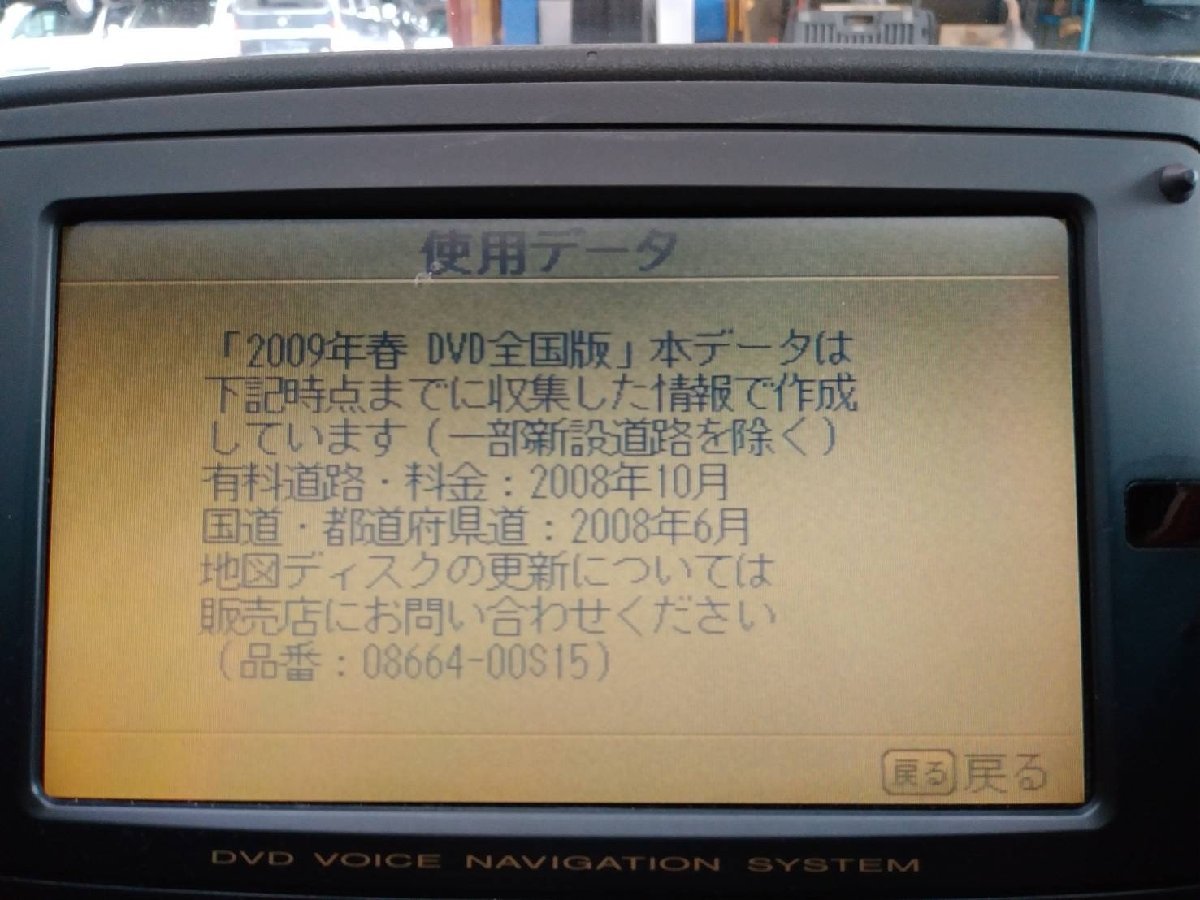 使用データ
「2009年春 DVD全国版」本データは
下記時点までに収集した情報で作成
しています（一部新設道路を除く）
有料道路・料金：2008年10月
国道・都道府県道：2008年6月
地図ディスクの更新については
販売店にお問い合わせください
（品番：08664-00S15）
戻る 戻る
DVD VOICE NAVIGATION SYSTEM